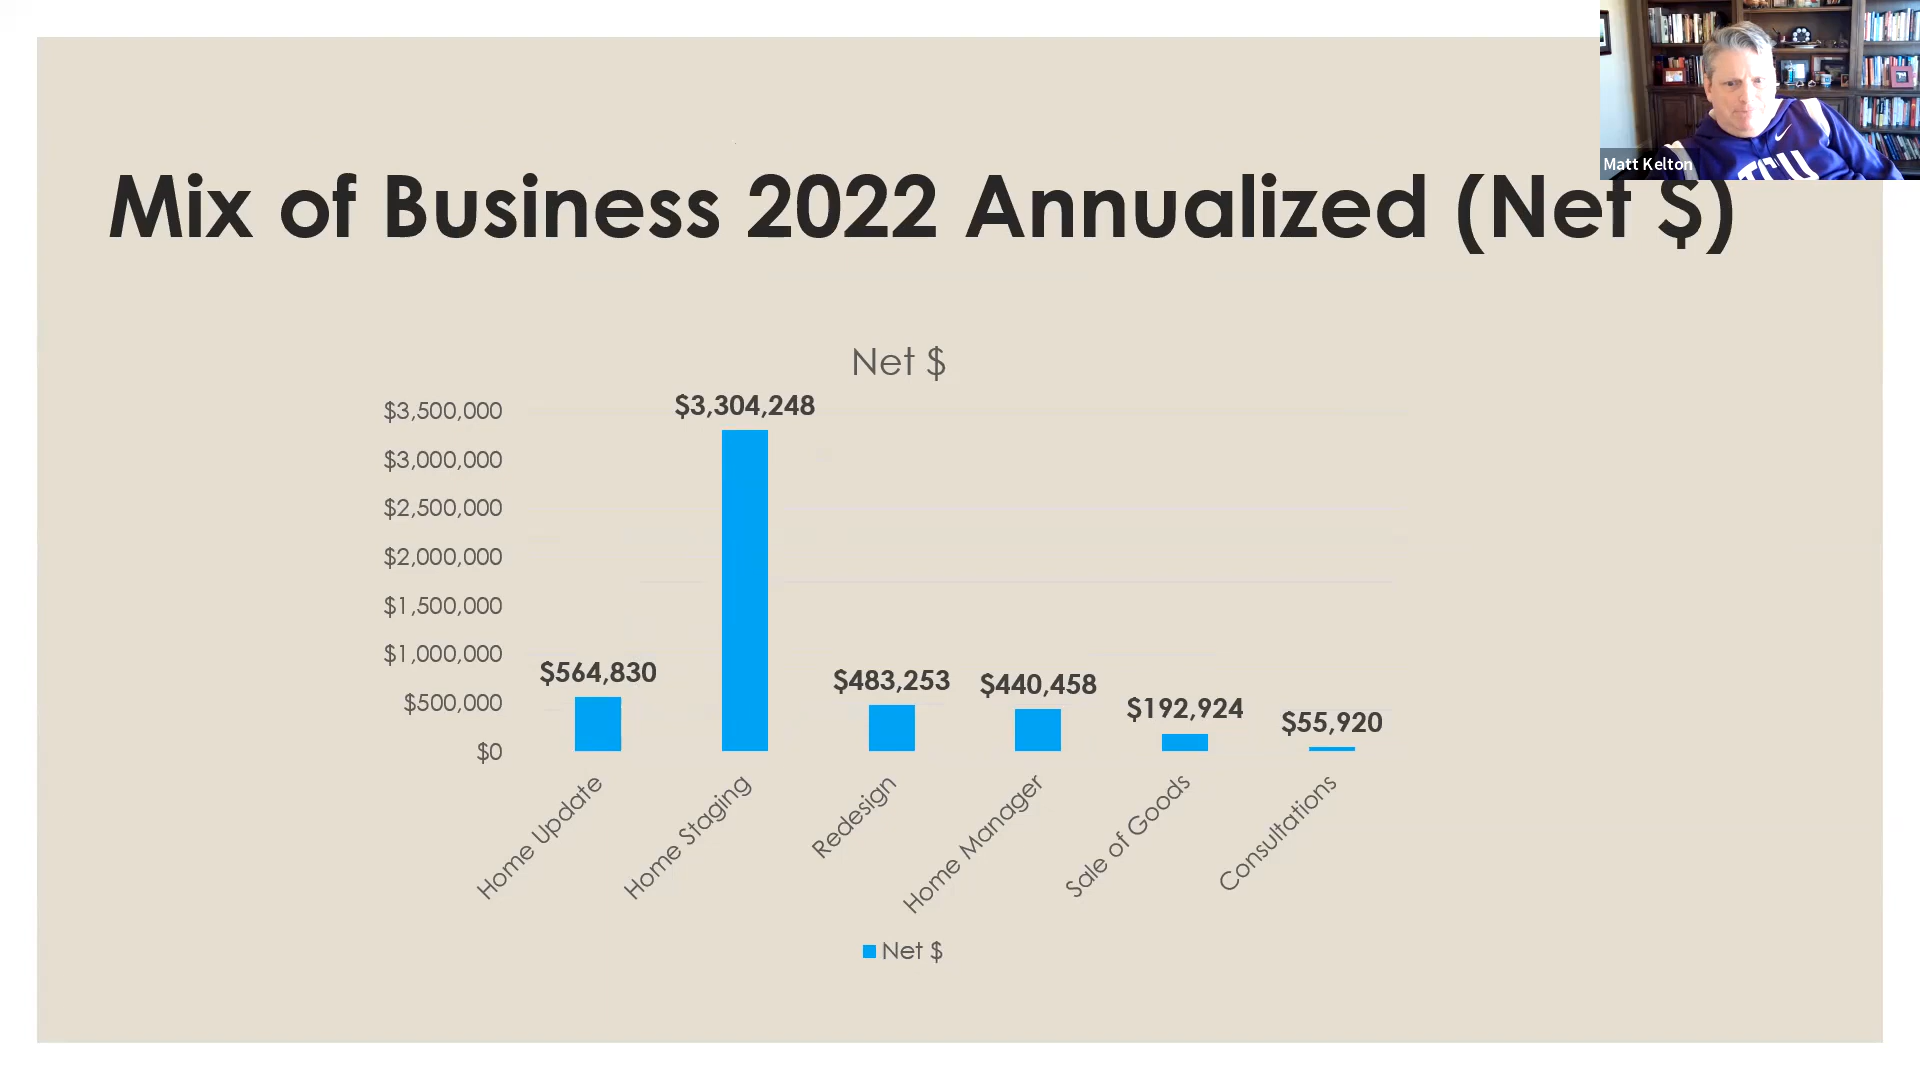 Matt Kelton
TCU
Mix of Business 2022 Annualized (Net $)
Net $
$3,500,000
$3,000,000
$2,500,000
$2,000,000
$1,500,000
$1,000,000
$500,000
$0
$564,830
$3,304,248
$483,253
$440,458
$192,924
$55,920
Home Update
Home Staging
Redesign
Home Manager
Sale of Goods
Consultations
Net $